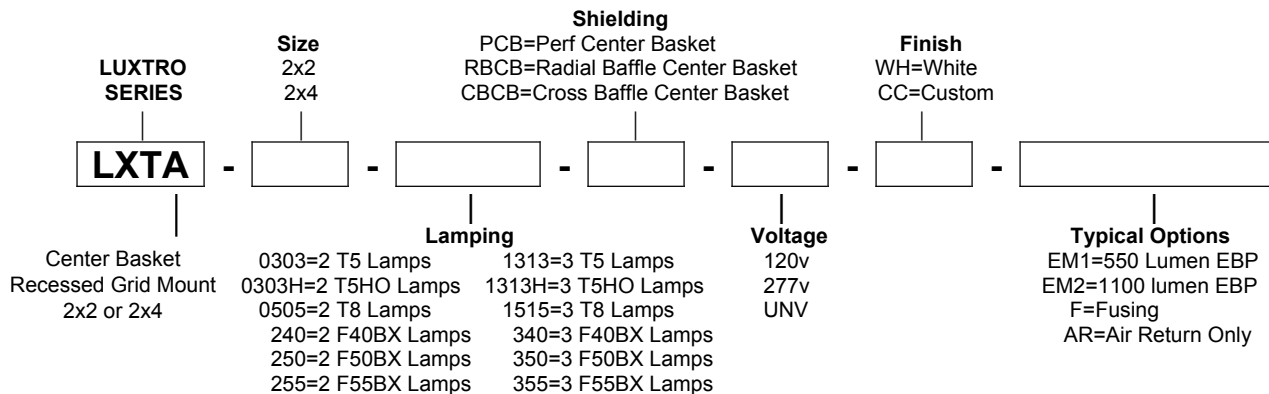 Shielding
Size PCB=Perf Center Basket Finish
LUXTRO 2x2 RBCB=Radial Baffle Center Basket WH=White
SERIES 2x4 CBCB=Cross Baffle Center Basket CC=Custom
LXTA - - - - - -
Lamping Voltage Typical Options
Center Basket 0303=2 T5 Lamps 1313=3 T5 Lamps 120v EM1=550 Lumen EBP
Recessed Grid Mount 0303H=2 T5HO Lamps 1313H=3 T5HO Lamps 277v EM2=1100 lumen EBP
2x2 or 2x4 0505=2 T8 Lamps 1515=3 T8 Lamps UNV F=Fusing
240=2 F40BX Lamps 340=3 F40BX Lamps AR=Air Return Only
250=2 F50BX Lamps 350=3 F50BX Lamps
255=2 F55BX Lamps 355=3 F55BX Lamps